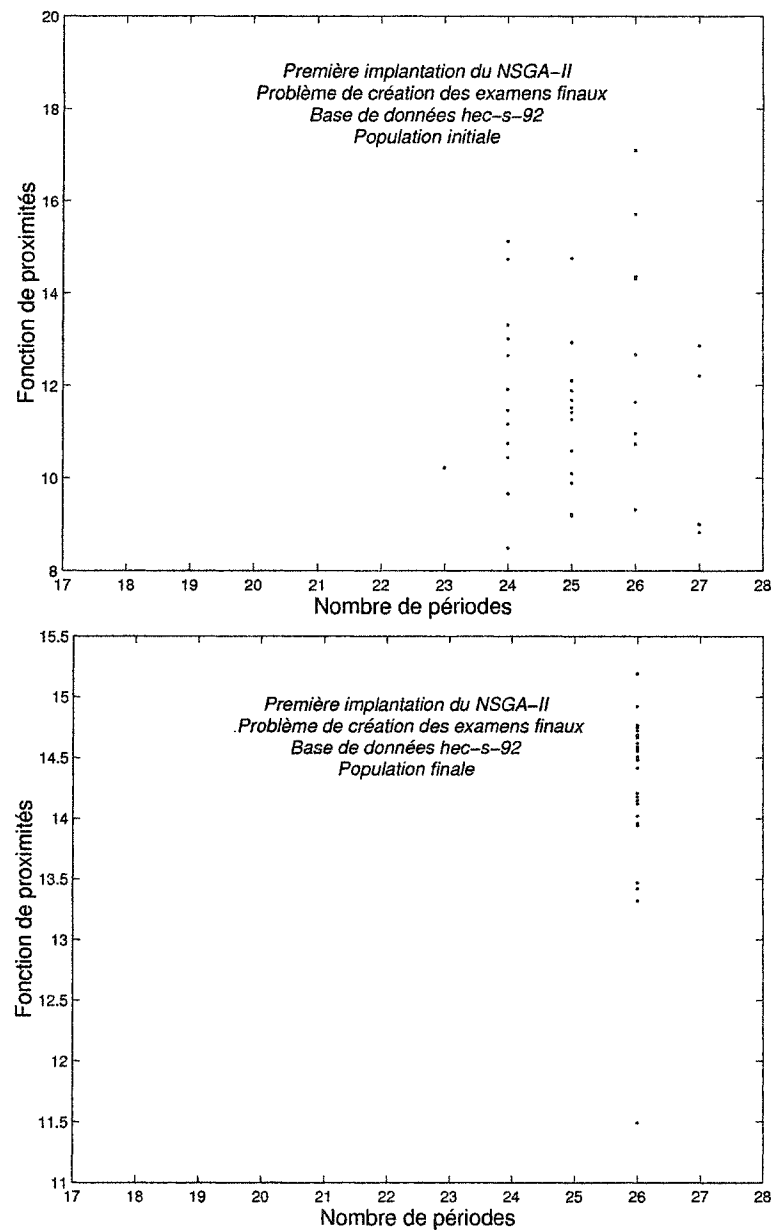 20
18
16
14
12
10
8
Fonction de proximités
Première implantation du NSGA-II
Problème de création des examens finaux
Base de données hec-s-92
Population initiale
17 18 19 20 21 22 23 24 25 26 27 28
Nombre de périodes
15.5
15
14.5
14
13.5
13
12.5
12
11.5
11
Fonction de proximités
Première implantation du NSGA-II
.Problème de création des examens finaux
Base de données hec-s-92
Population finale
17 18 19 20 21 22 23 24 25 26 27 28
Nombre de périodes